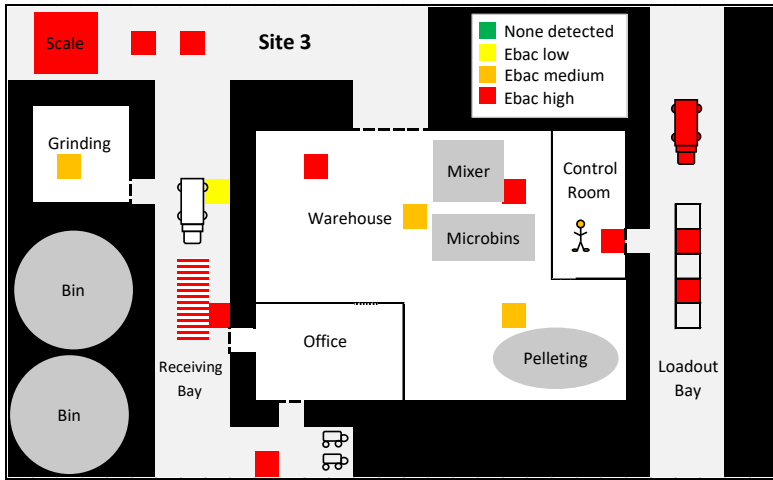 Scale
Site 3
None detected
Ebac low
Ebac medium
Ebac high
Grinding
Mixer
Control
Room
Warehouse
Microbins
Bin
Office
Pelleting
Receiving
Bay
Loadout
Bay
Bin